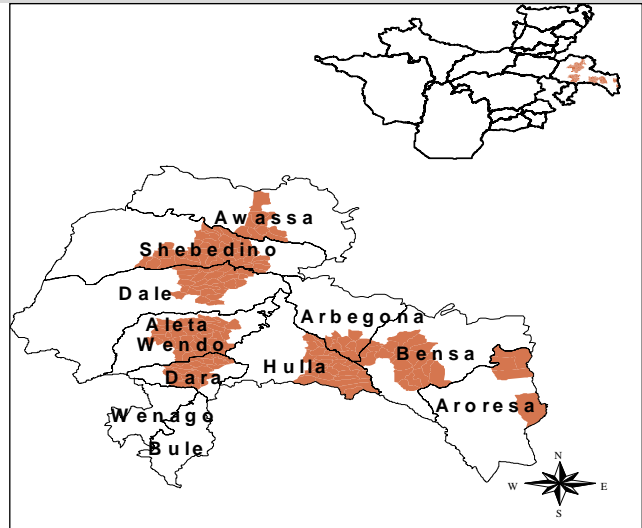 Awassa
Shebedino
Dale
Arbegona
Aleta
Wendo
Bensa
Hulla
Dara
Aroresa
Wenago
Bule
N
W E
S